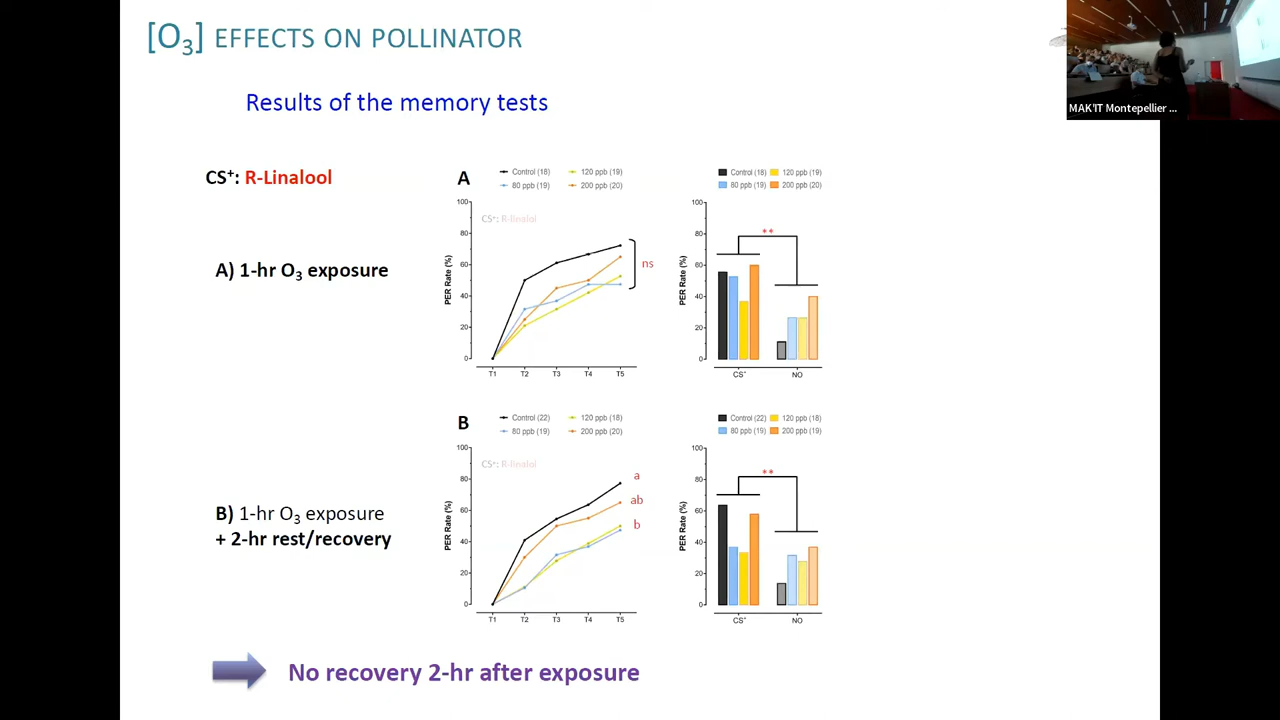 [O3] EFFECTS ON POLLINATOR
MAK'IT Montepellier ...
Results of the memory tests
CS+: R-Linalool
A) 1-hr O3 exposure
A
Control (18)
120 ppb (19)
80 ppb (19)
200 ppb (20)
CS+: R-linalol
PER Rate (%)
100
80
60
40
20
0
T1 T2 T3 T4 T5
ns
Control (18)
120 ppb (19)
80 ppb (19)
200 ppb (20)
PER Rate (%)
100
80
60
40
20
0
**
CS+ NO
B) 1-hr O3 exposure
+ 2-hr rest/recovery
B
Control (22)
120 ppb (18)
80 ppb (19)
200 ppb (20)
CS+: R-linalol
PER Rate (%)
100
80
60
40
20
0
T1 T2 T3 T4 T5
a
ab
b
Control (22)
120 ppb (18)
80 ppb (19)
200 ppb (19)
PER Rate (%)
100
80
60
40
20
0
**
CS+ NO
No recovery 2-hr after exposure